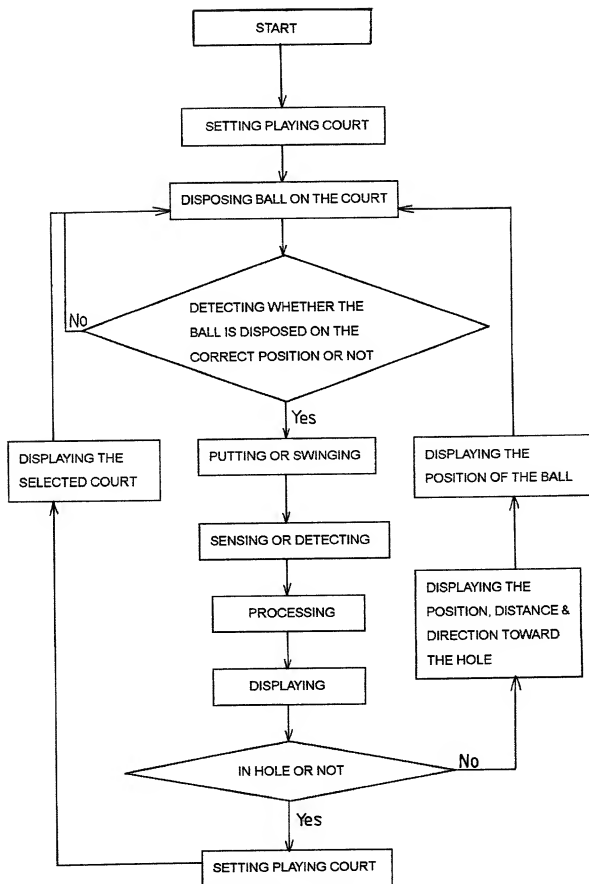 START
SETTING PLAYING COURT
DISPOSING BALL ON THE COURT
DETECTING WHETHER THE
BALL IS DISPOSED ON THE
CORRECT POSITION OR NOT
No
Yes
PUTTING OR SWINGING
SENSING OR DETECTING
PROCESSING
DISPLAYING
IN HOLE OR NOT
No
Yes
SETTING PLAYING COURT
DISPLAYING THE
SELECTED COURT
DISPLAYING THE
POSITION, DISTANCE &
DIRECTION TOWARD
THE HOLE
DISPLAYING THE
POSITION OF THE BALL